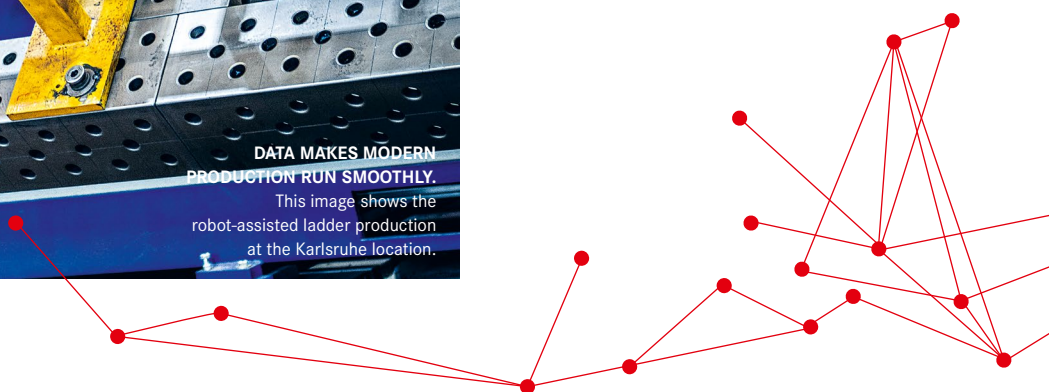 DATA MAKES MODERN
PRODUCTION RUN SMOOTHLY.
This image shows the
robot-assisted ladder production
at the Karlsruhe location.